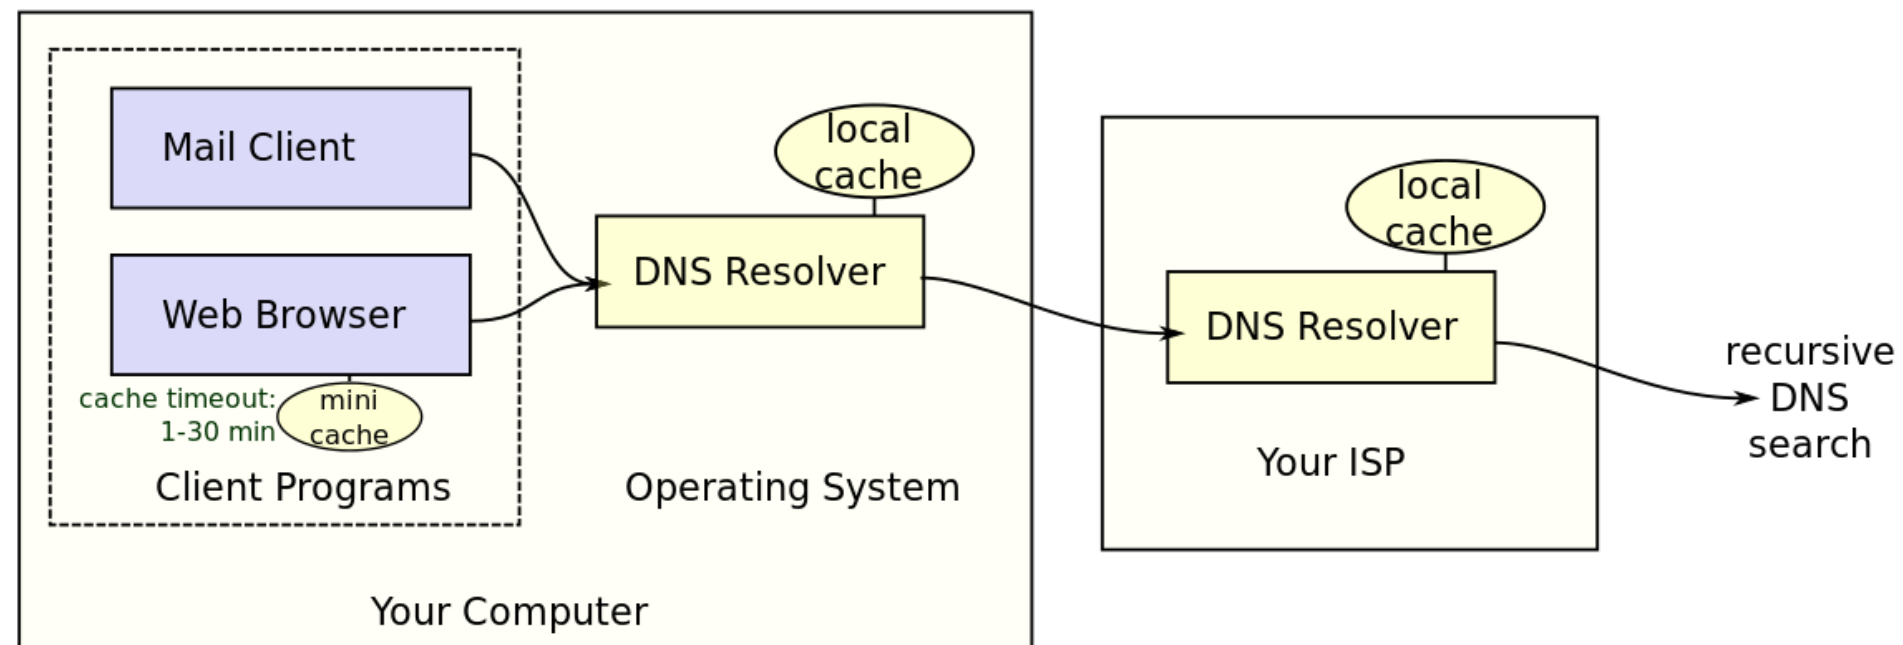 Mail Client
Web Browser
cache timeout:
1-30 min
mini
cache
Client Programs
local
cache
DNS Resolver
Operating System
Your Computer
local
cache
DNS Resolver
Your ISP
recursive
DNS
search